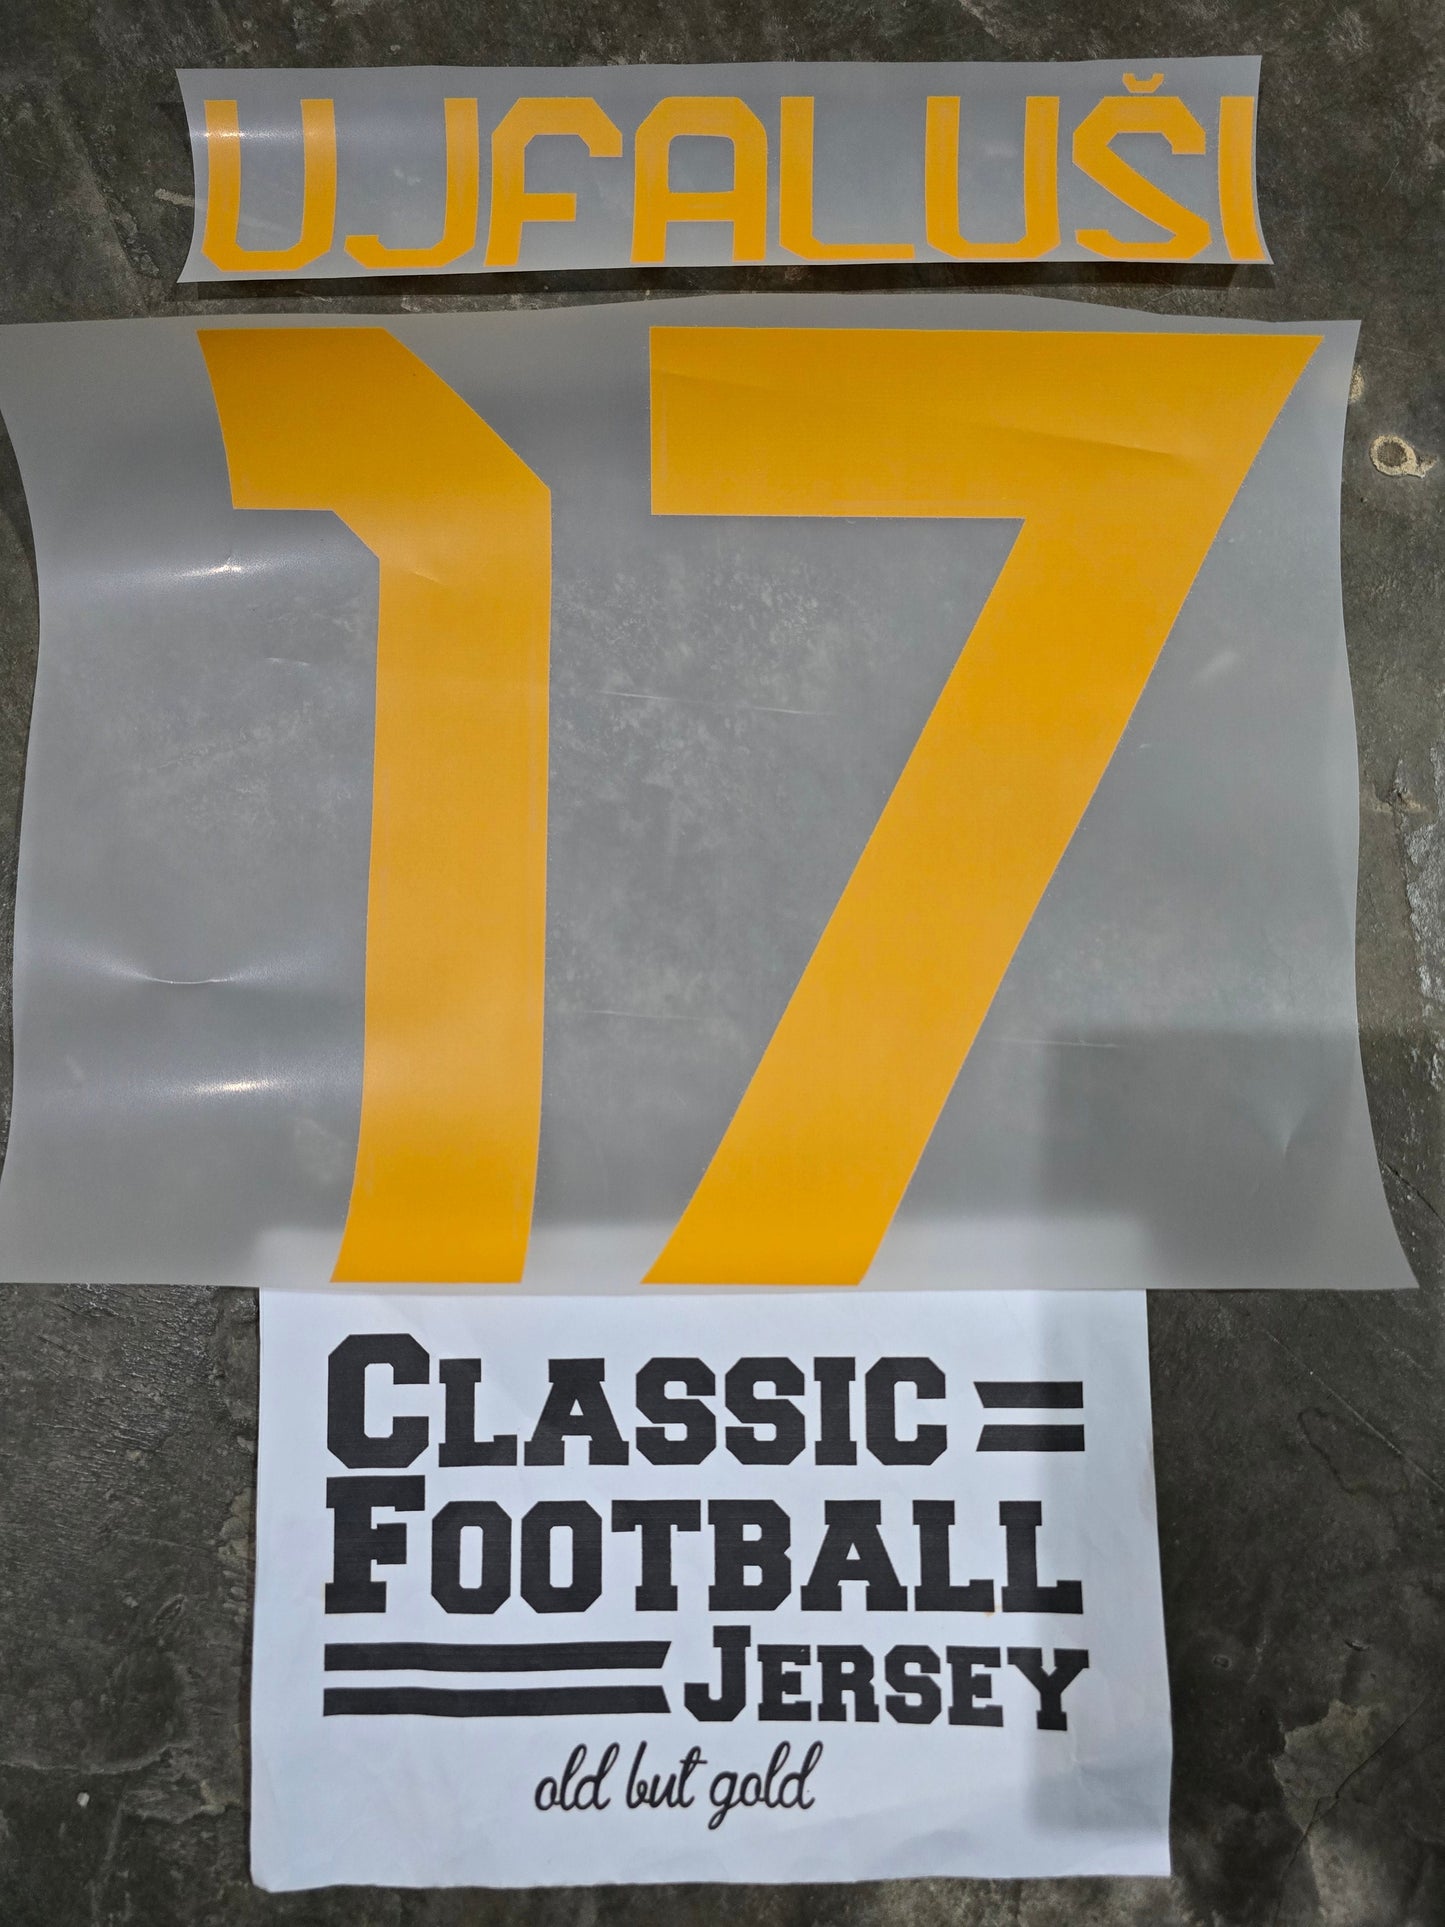 UJFALUŠI
17
CLASSIC
FOOTBALL
JERSEY
old but gold